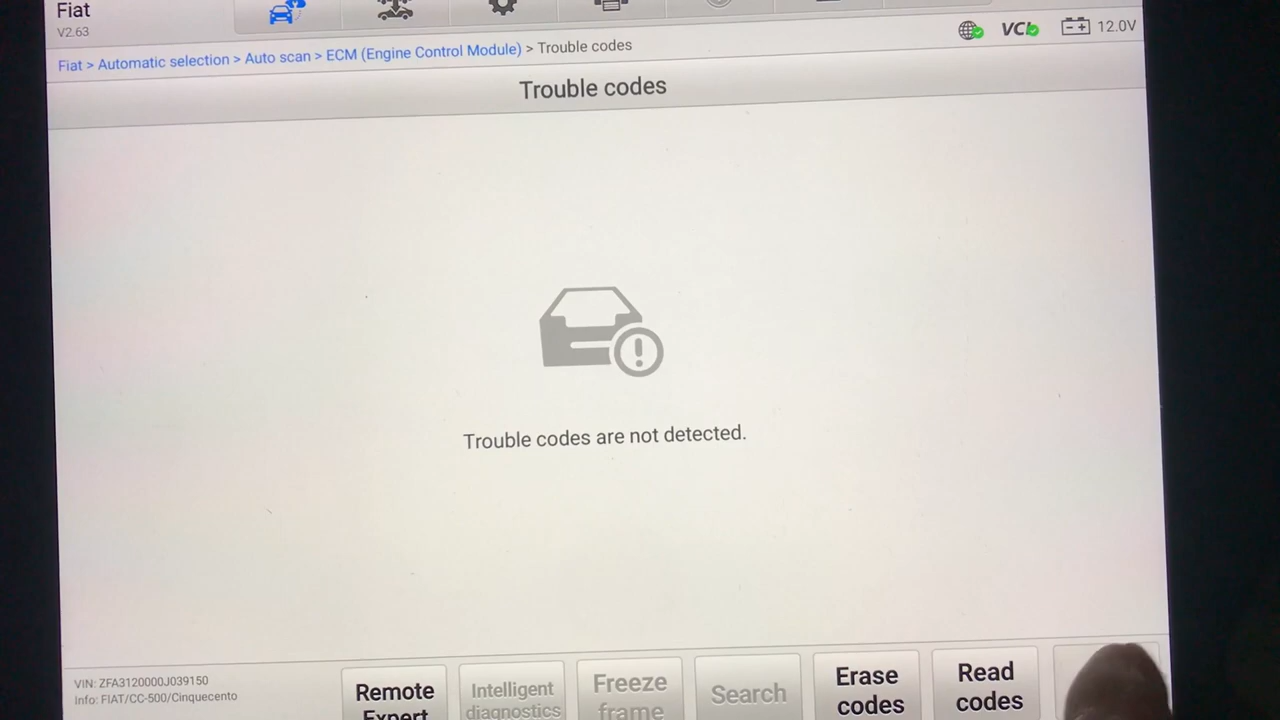 Fiat
V2.63
VCI
12.0V
Fiat > Automatic selection > Auto scan > ECM (Engine Control Module) > Trouble codes
Trouble codes
Trouble codes are not detected.
VIN: ZFA3120000J039150
Info: FIAT/CC-500/Cinquecento
Remote
Expert
Intelligent
diagnostics
Freeze
frame
Search
Erase
codes
Read
codes